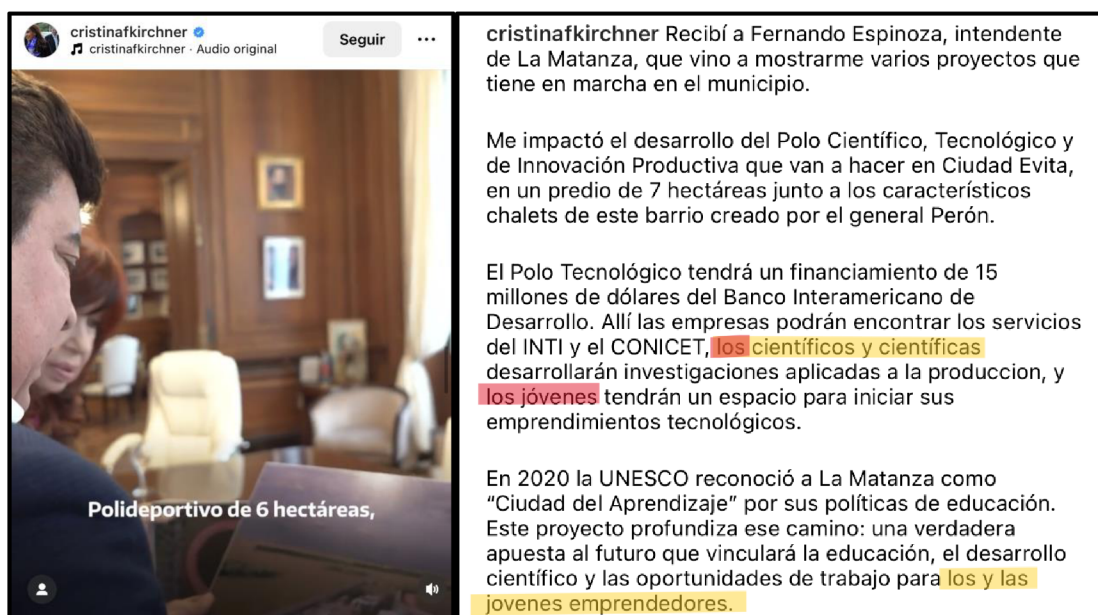 cristinafkirchner
cristinafkirchner · Audio original
Seguir
Polideportivo de 6 hectáreas,
cristinafkirchner Recibí a Fernando Espinoza, intendente
de La Matanza, que vino a mostrarme varios proyectos que
tiene en marcha en el municipio.
Me impactó el desarrollo del Polo Científico, Tecnológico y
de Innovación Productiva que van a hacer en Ciudad Evita,
en un predio de 7 hectáreas junto a los característicos
chalets de este barrio creado por el general Perón.
El Polo Tecnológico tendrá un financiamiento de 15
millones de dólares del Banco Interamericano de
Desarrollo. Allí las empresas podrán encontrar los servicios
del INTI y el CONICET, los científicos y científicas
desarrollarán investigaciones aplicadas a la produccion, y
los jóvenes tendrán un espacio para iniciar sus
emprendimientos tecnológicos.
En 2020 la UNESCO reconoció a La Matanza como
“Ciudad del Aprendizaje” por sus políticas de educación.
Este proyecto profundiza ese camino: una verdadera
apuesta al futuro que vinculará la educación, el desarrollo
científico y las oportunidades de trabajo para los y las
jovenes emprendedores.